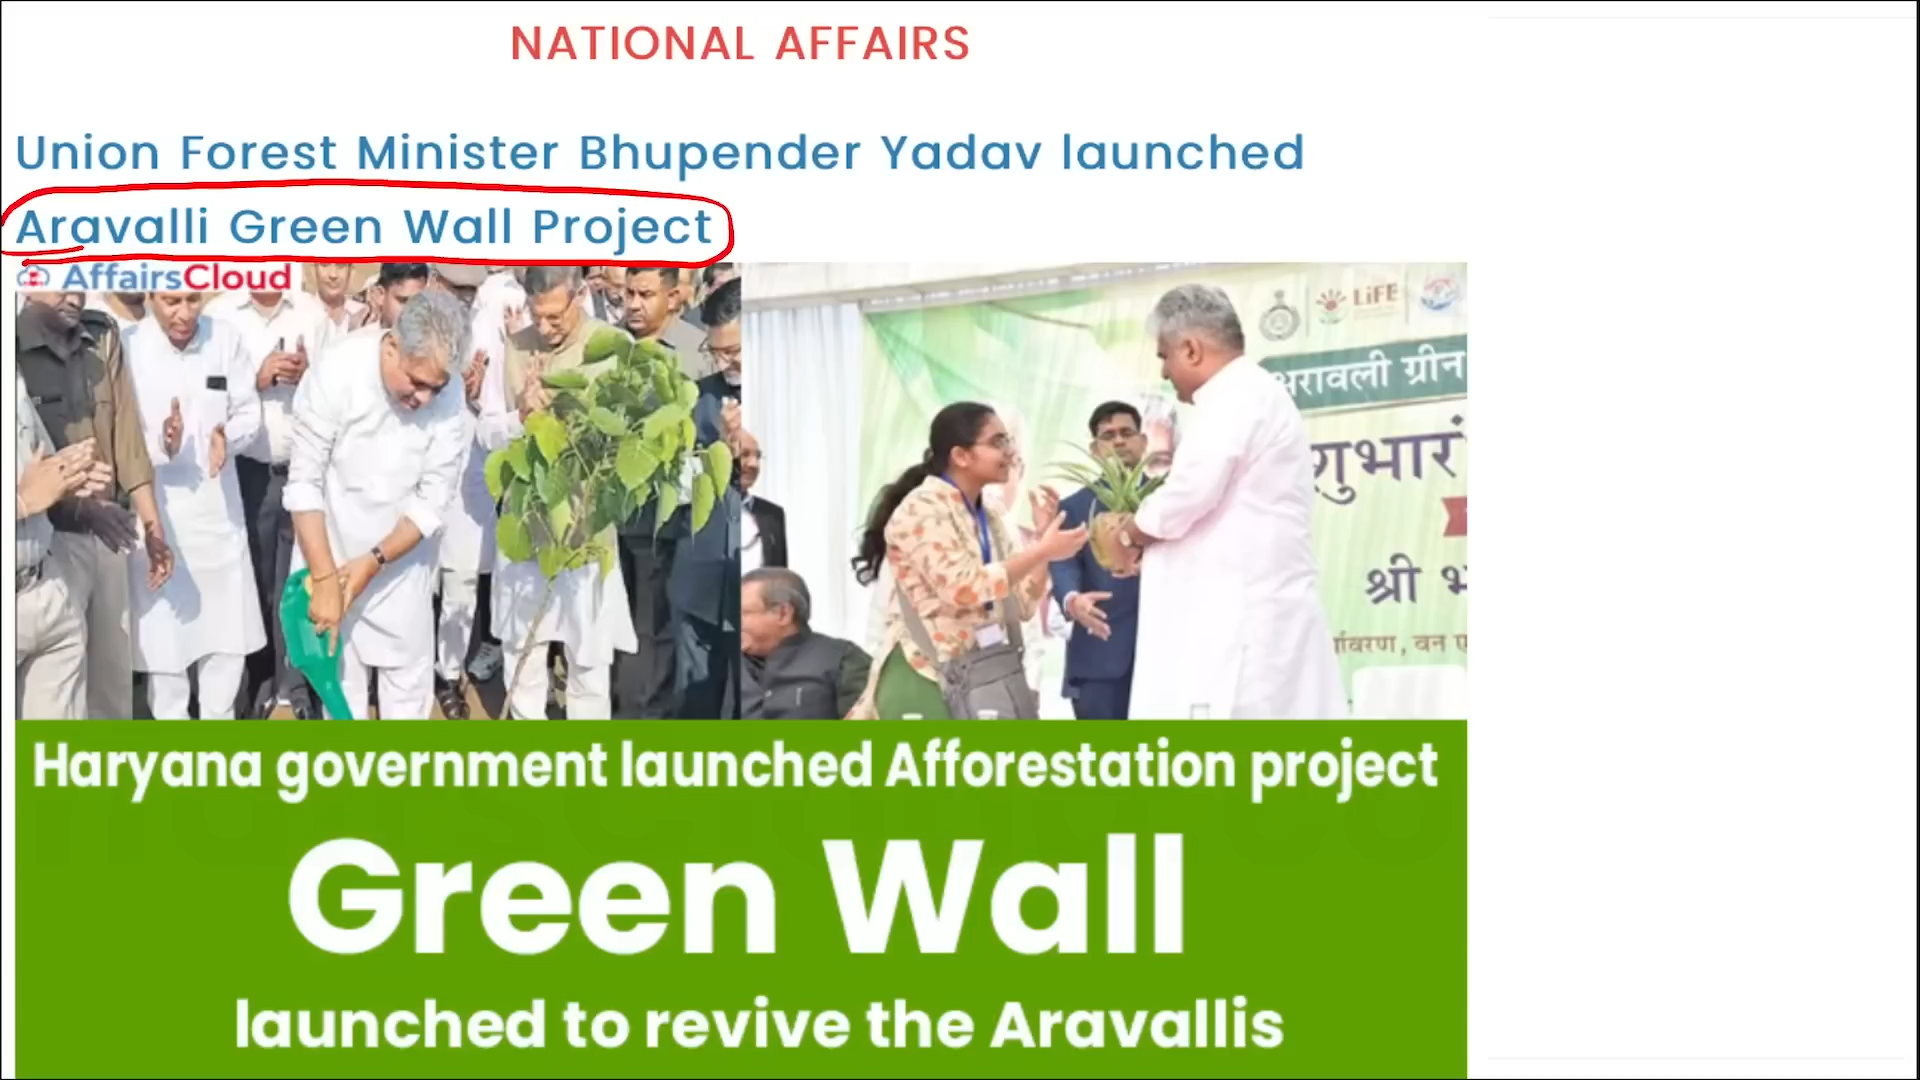 NATIONAL AFFAIRS
Union Forest Minister Bhupender Yadav launched
Aravalli Green Wall Project
AffairsCloud
LiFE
अरावली ग्रीन
शुभारं
श्री भ
र्यावरण, वन ए
Haryana government launched Afforestation project
Green Wall
launched to revive the Aravallis